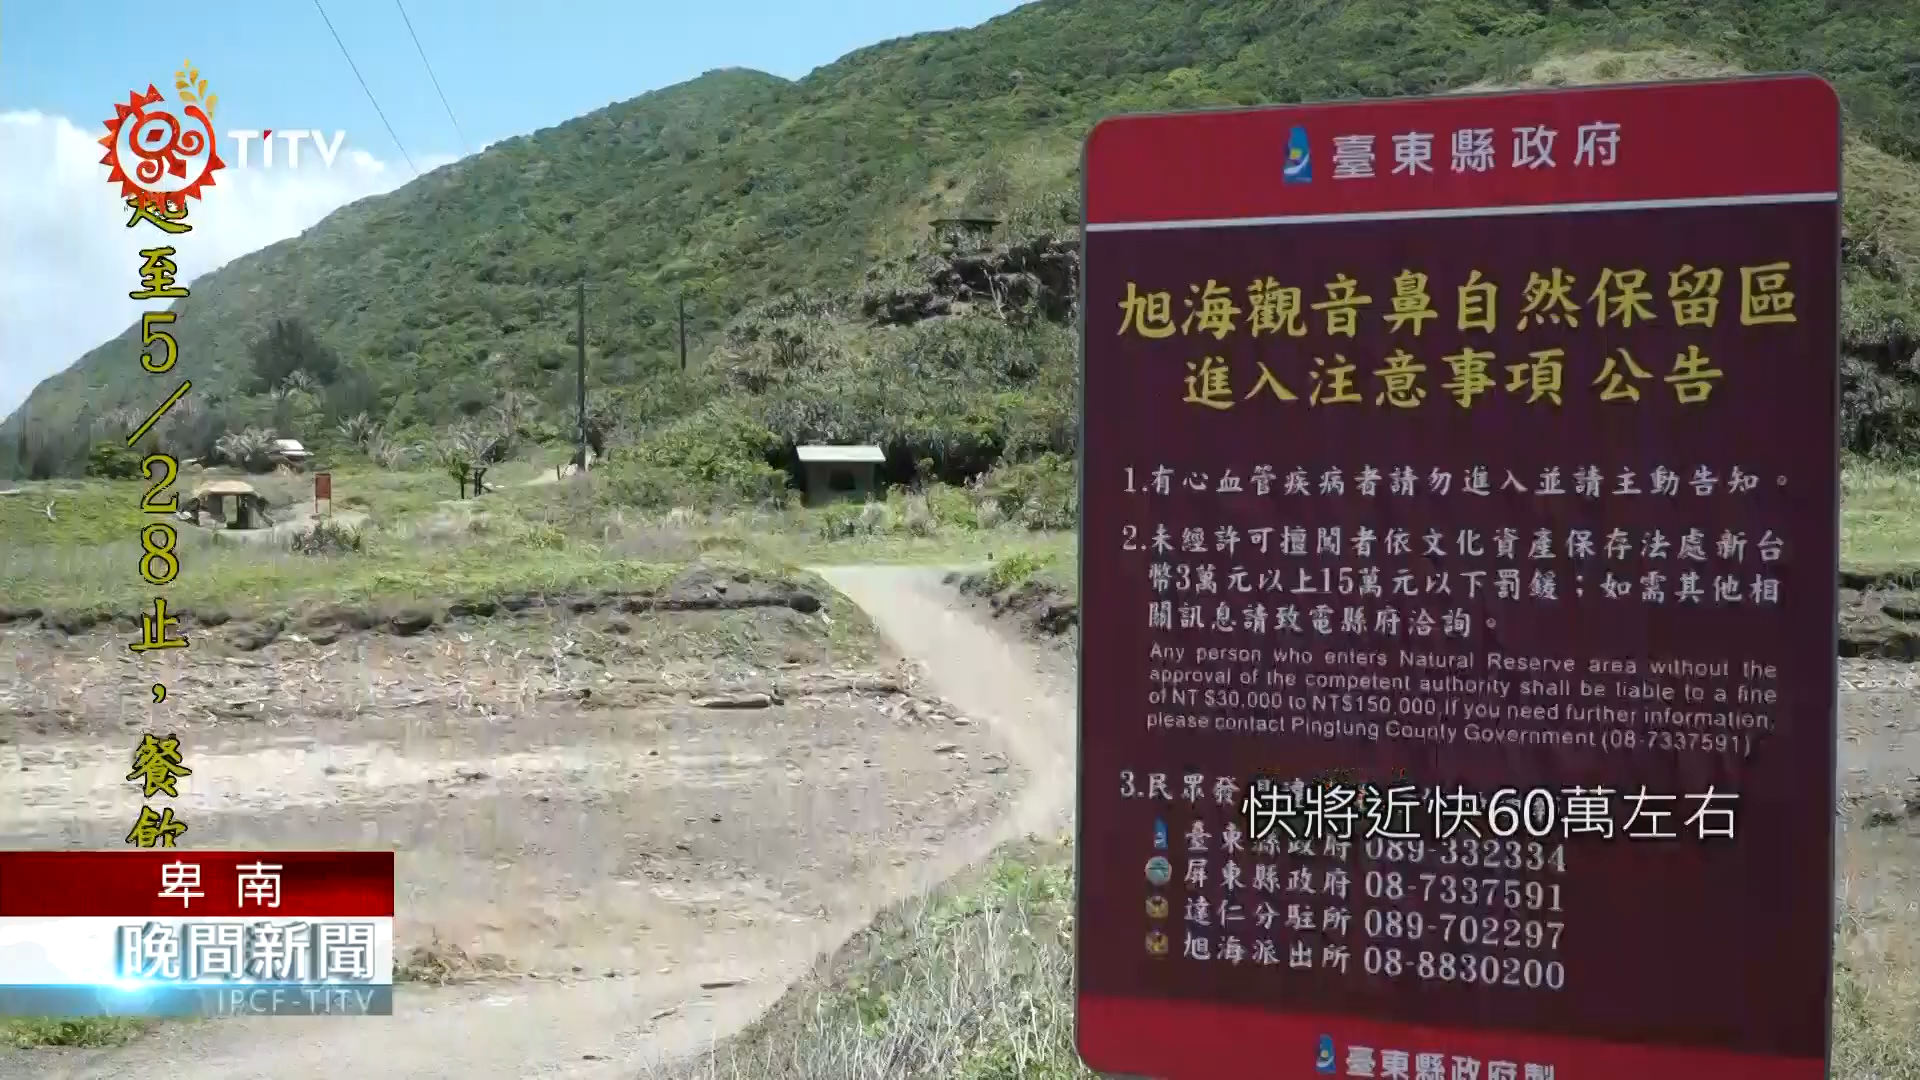 TiTV
起至5/28止，餐飲
臺東縣政府
旭海觀音鼻自然保留區
進入注意事項 公告
1.有心血管疾病者請勿進入並請主動告知。
2.未經許可擅闖者依文化資產保存法處新台
幣3萬元以上15萬元以下罰鍰；如需其他相
關訊息請致電縣府洽詢。
Any person who enters Natural Reserve area without the
approval of the competent authority shall be liable to a fine
of NT $30,000 to NT$150,000.If you need further information,
please contact Pingtung County Government (08-7337591)
3.民眾發
快將近快60萬左右
臺東縣政府 089-332334
屏東縣政府 08-7337591
達仁分駐所 089-702297
旭海派出所 08-8830200
臺東縣政府製
卑南
晚間新聞
IPCF-TITV